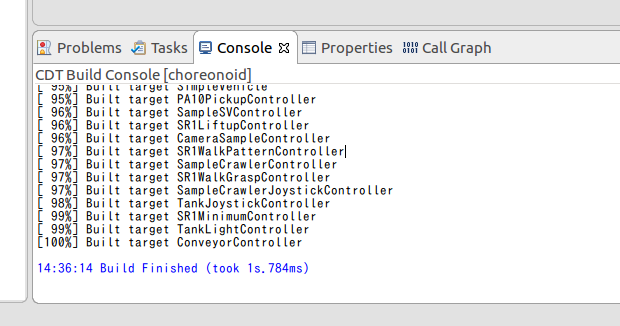 Problems Tasks Console Properties Call Graph
CDT Build Console [choreonoid]
[ 95%] Built target SimpleVehicle
[ 95%] Built target PA10PickupController
[ 96%] Built target SampleSVController
[ 96%] Built target SR1LiftupController
[ 96%] Built target CameraSampleController
[ 97%] Built target SR1WalkPatternController
[ 97%] Built target SampleCrawlerController
[ 97%] Built target SR1WalkGraspController
[ 97%] Built target SampleCrawlerJoystickController
[ 98%] Built target TankJoystickController
[ 99%] Built target SR1MinimumController
[ 99%] Built target TankLightController
[100%] Built target ConveyorController
14:36:14 Build Finished (took 1s.784ms)